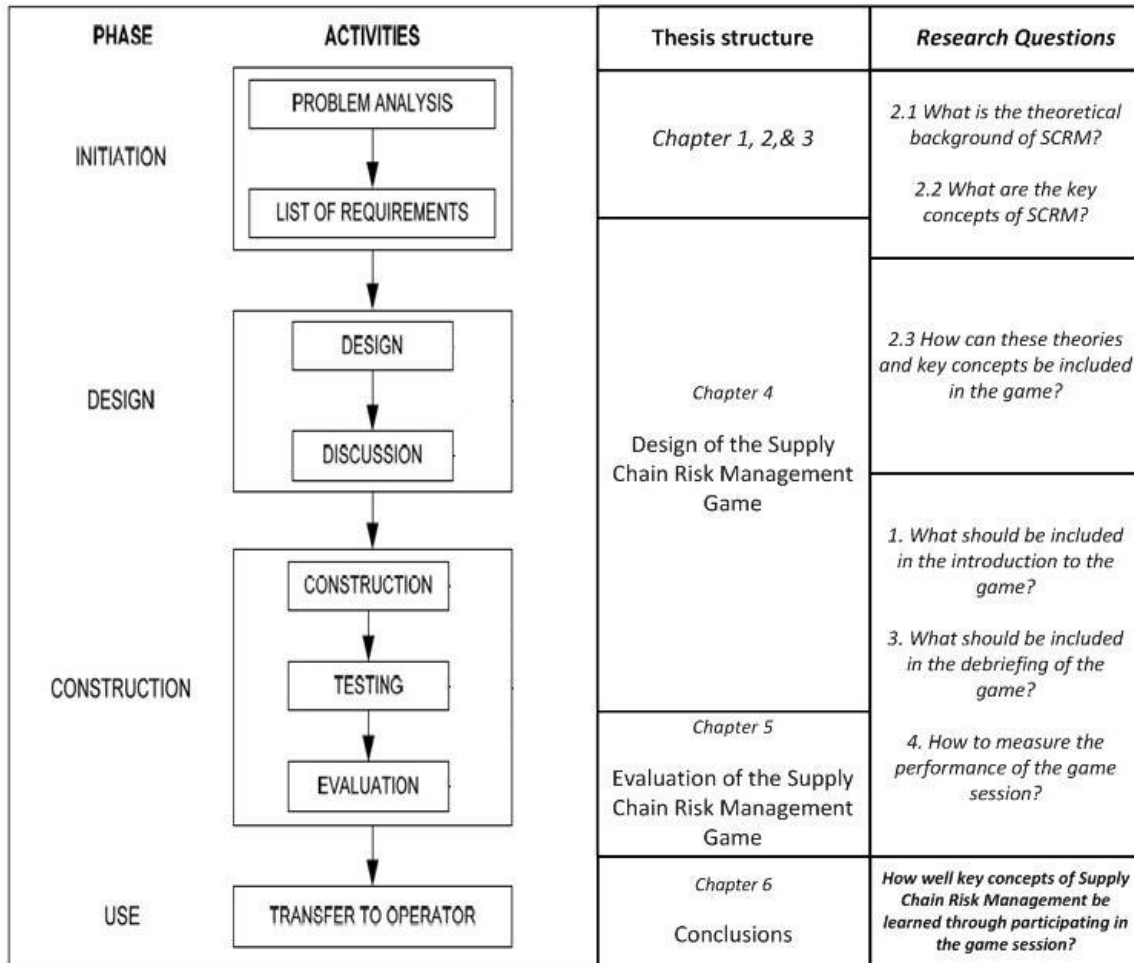 PHASE
ACTIVITIES
Thesis structure
Research Questions
INITIATION
PROBLEM ANALYSIS
LIST OF REQUIREMENTS
Chapter 1, 2,& 3
2.1 What is the theoretical
background of SCRM?
2.2 What are the key
concepts of SCRM?
DESIGN
DESIGN
DISCUSSION
Chapter 4
Design of the Supply
Chain Risk Management
Game
2.3 How can these theories
and key concepts be included
in the game?
CONSTRUCTION
CONSTRUCTION
TESTING
EVALUATION
Chapter 5
Evaluation of the Supply
Chain Risk Management
Game
1. What should be included
in the introduction to the
game?
3. What should be included
in the debriefing of the
game?
4. How to measure the
performance of the game
session?
USE
TRANSFER TO OPERATOR
Chapter 6
Conclusions
How well key concepts of Supply
Chain Risk Management be
learned through participating in
the game session?